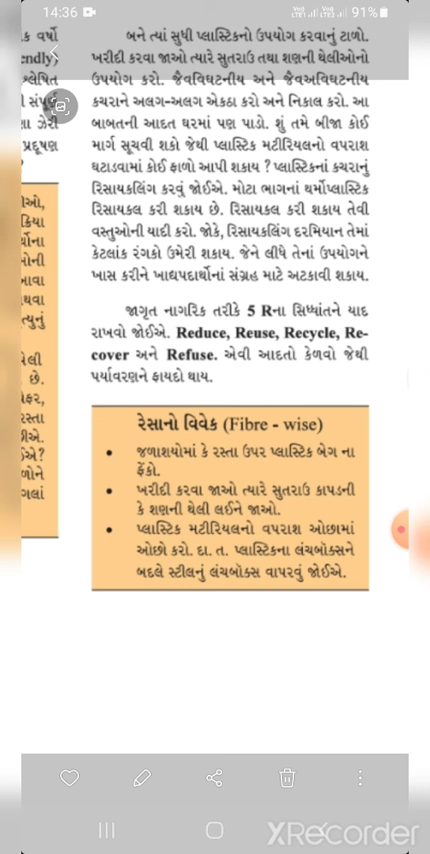 14:36
91%
બને ત્યાં સુધી પ્લાસ્ટિકનો ઉપયોગ કરવાનું ટાળો.
ખરીદી કરવા જાઓ ત્યારે સુતરાઉ તથા શણની થેલીઓનો
ઉપયોગ કરો. જૈવવિઘટનીય અને જૈવઅવિઘટનીય
કચરાને અલગ-અલગ એકઠા કરો અને નિકાલ કરો. આ
બાબતની આદત ઘરમાં પણ પાડો. શું તમે બીજા કોઈ
માર્ગ સૂચવી શકો જેથી પ્લાસ્ટિક મટીરિયલનો વપરાશ
ઘટાડવામાં કોઈ ફાળો આપી શકાય ? પ્લાસ્ટિકનાં કચરાનું
રિસાયકલિંગ કરવું જોઈએ. મોટા ભાગનાં થર્મોપ્લાસ્ટિક
રિસાયકલ કરી શકાય છે. રિસાયકલ કરી શકાય તેવી
વસ્તુઓની યાદી કરો. જોકે, રિસાયકલિંગ દરમિયાન તેમાં
કેટલાંક રંગકો ઉમેરી શકાય. જેને લીધે તેનાં ઉપયોગને
ખાસ કરીને ખાદ્યપદાર્થોનાં સંગ્રહ માટે અટકાવી શકાય.
જાગૃત નાગરિક તરીકે 5 Rના સિધ્ધાંતને યાદ
રાખવો જોઈએ. Reduce, Reuse, Recycle, Re-
cover અને Refuse. એવી આદતો કેળવો જેથી
પર્યાવરણને ફાયદો થાય.
રેસાનો વિવેક (Fibre - wise)
• જળાશયોમાં કે રસ્તા ઉપર પ્લાસ્ટિક બેગ ના
ફેંકો.
• ખરીદી કરવા જાઓ ત્યારે સુતરાઉ કાપડની
કે શણની થેલી લઈને જાઓ.
• પ્લાસ્ટિક મટીરિયલનો વપરાશ ઓછામાં
ઓછો કરો. દા. ત. પ્લાસ્ટિકના લંચબૉક્સને
બદલે સ્ટીલનું લંચબૉક્સ વાપરવું જોઈએ.
XRecorder